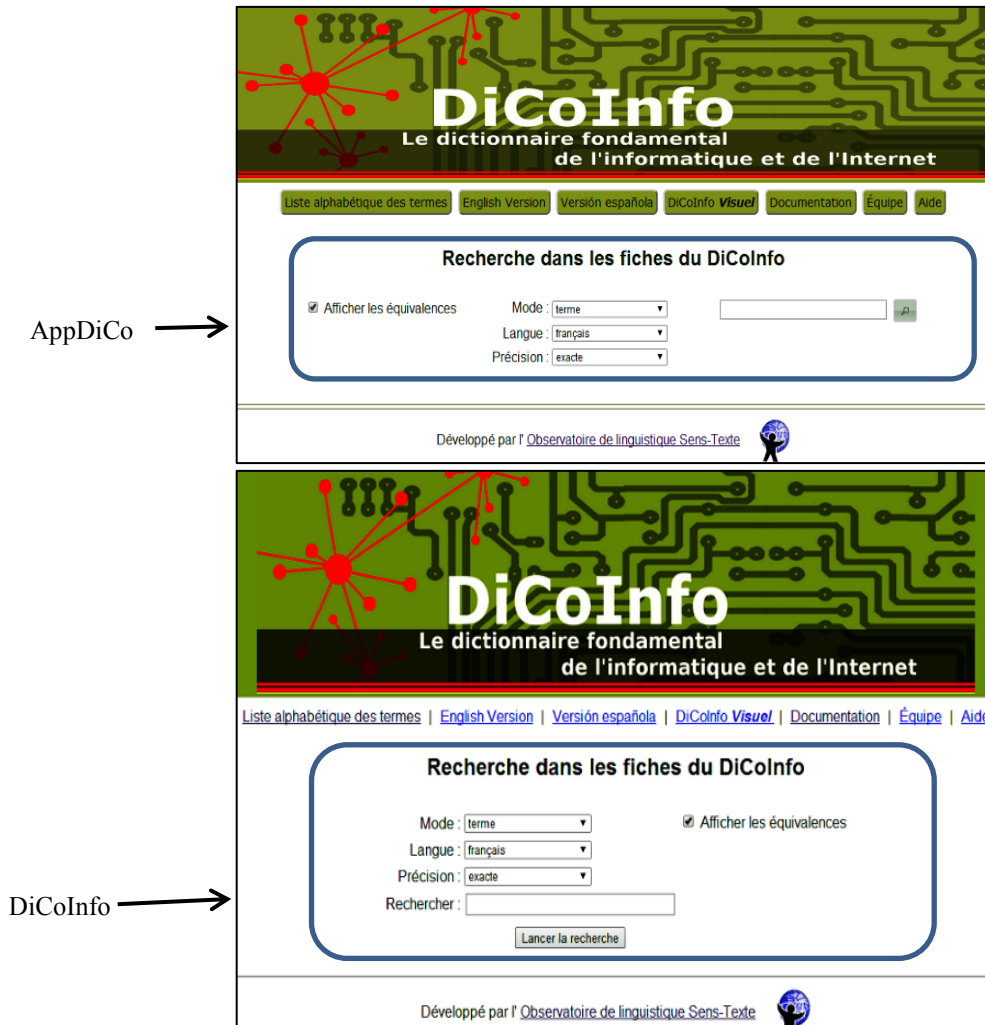 DiCoInfo
Le dictionnaire fondamental
de l'informatique et de l'Internet
Liste alphabétique des termes English Version Versión española DiCoInfo Visuel Documentation Équipe Aide
Recherche dans les fiches du DiCoInfo
Afficher les équivalences Mode : terme
Langue : français
Précision : exacte
AppDiCo
Développé par l' Observatoire de linguistique Sens-Texte
DiCoInfo
Le dictionnaire fondamental
de l'informatique et de l'Internet
Liste alphabétique des termes | English Version | Versión española | DiCoInfo Visuel | Documentation | Équipe | Aide
Recherche dans les fiches du DiCoInfo
Mode : terme Afficher les équivalences
Langue : français
Précision : exacte
Rechercher :
DiCoInfo
Lancer la recherche
Développé par l' Observatoire de linguistique Sens-Texte